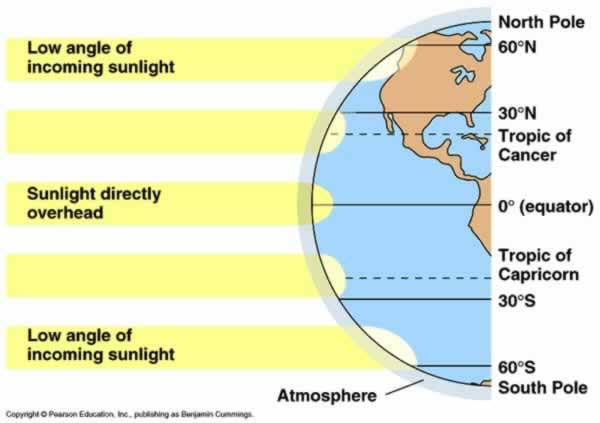 North Pole
Low angle of
incoming sunlight
60°N
30°N
Tropic of
Cancer
Sunlight directly
overhead
0° (equator)
Tropic of
Capricorn
30°S
Low angle of
incoming sunlight
60°S
South Pole
Atmosphere
Copyright © Pearson Education, Inc., publishing as Benjamin Cummings.